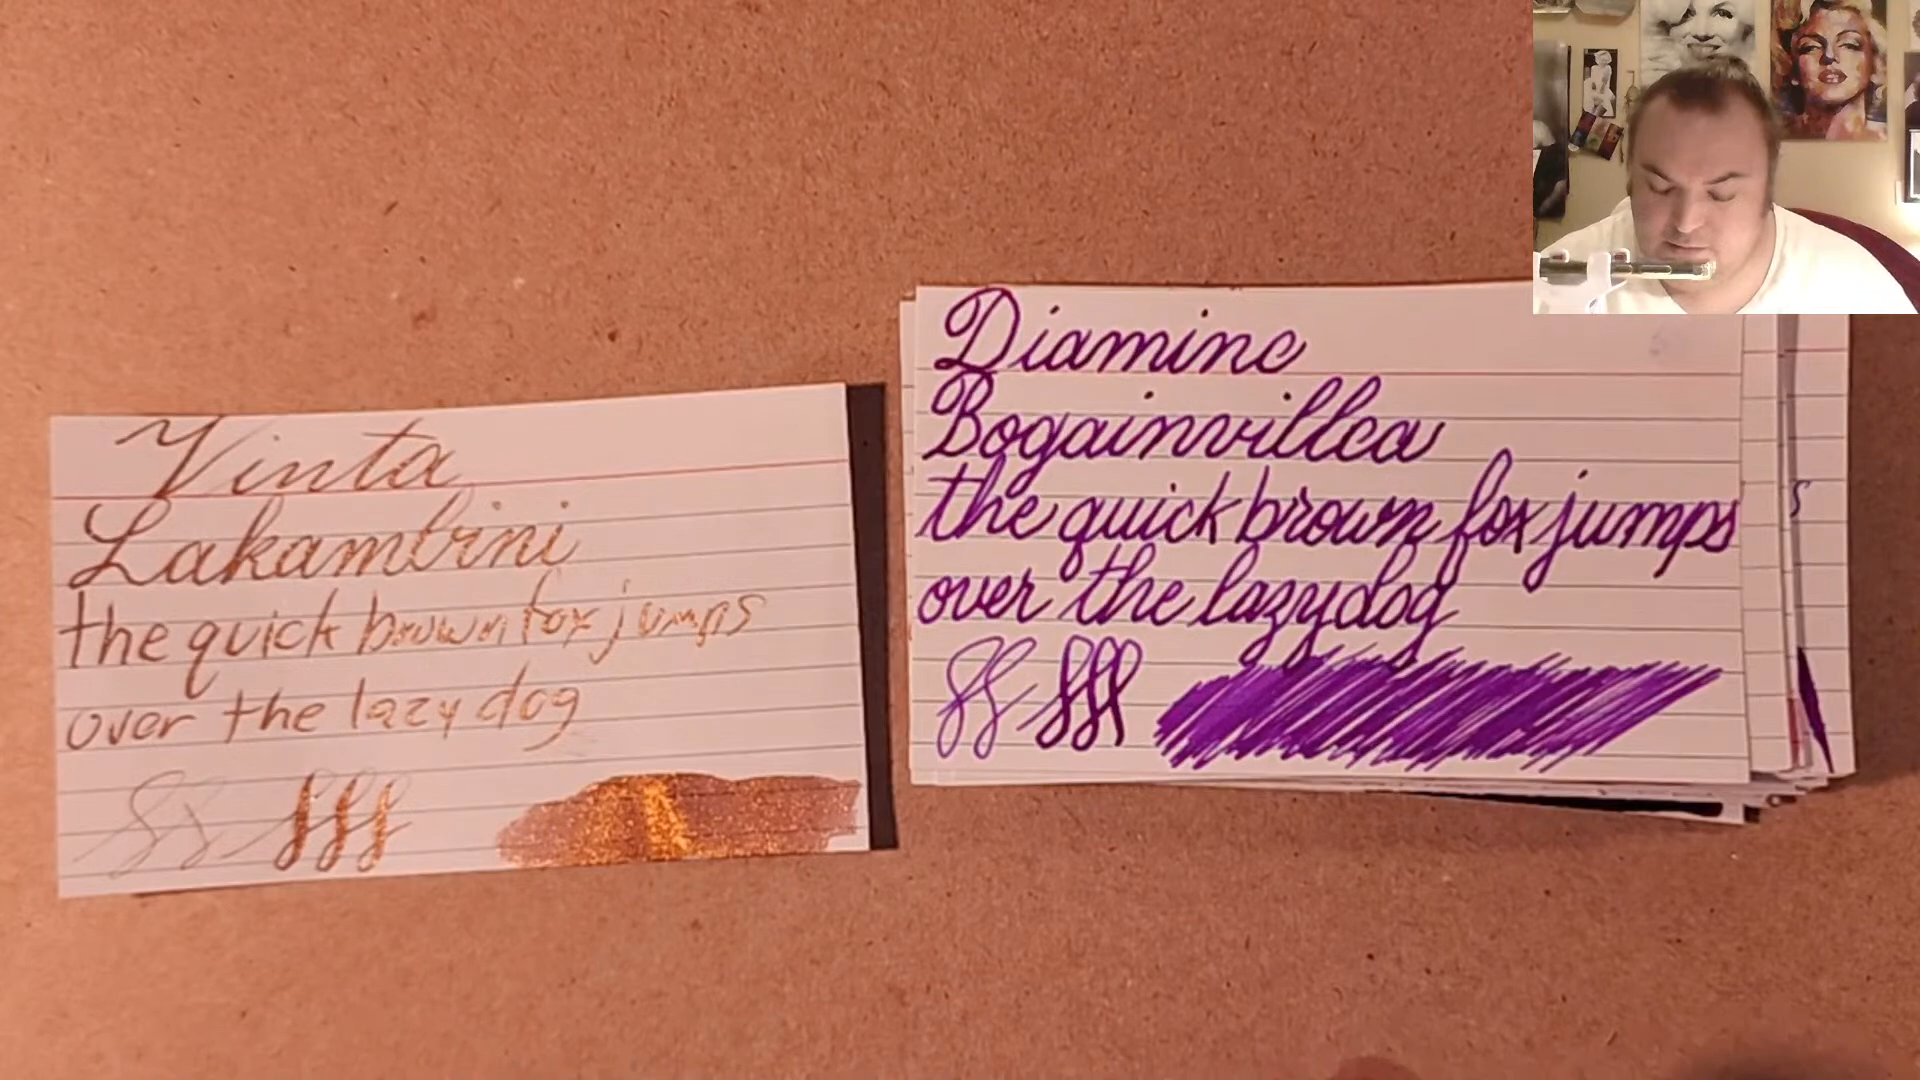 Vinta
Lakambini
the quick brown fox jumps
over the lazy dog
Diamine
Bogainvillea
the quick brown fox jumps
over the lazy dog